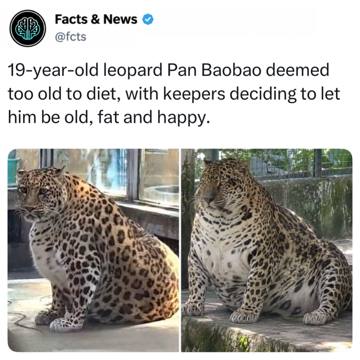 Facts & News
@fcts
19-year-old leopard Pan Baobao deemed
too old to diet, with keepers deciding to let
him be old, fat and happy.